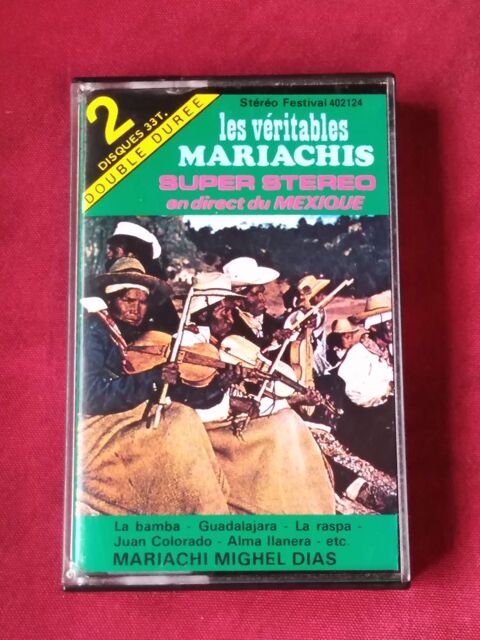 2
DISQUES 33T.
DOUBLE DUREE
Stéréo Festival 402124
les véritables
MARIACHIS
SUPER STEREO
en direct du MEXIQUE
La bamba - Guadalajara - La raspa -
Juan Colorado - Alma llanera - etc.
MARIACHI MIGHEL DIAS